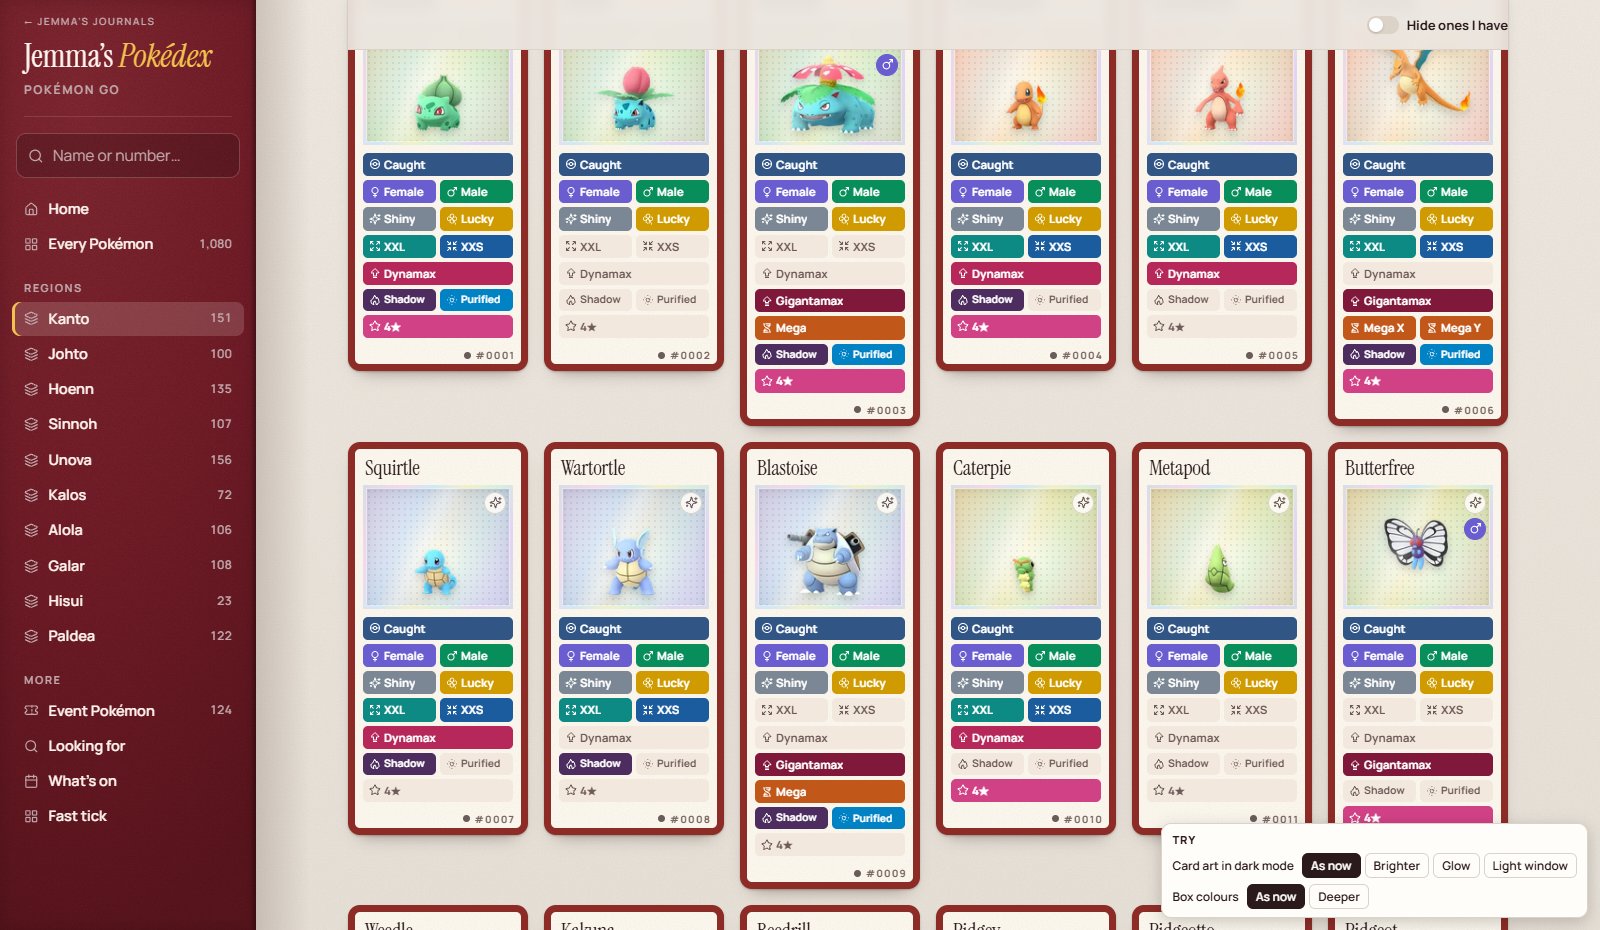 ← JEMMA'S JOURNALS
Jemma's Pokédex
POKÉMON GO
Name or number...
Home
Every Pokémon 1,080
REGIONS
Kanto 151
Johto 100
Hoenn 135
Sinnoh 107
Unova 156
Kalos 72
Alola 106
Galar 108
Hisui 23
Paldea 122
MORE
Event Pokémon 124
Looking for
What's on
Fast tick
Hide ones I have
Caught
Female Male
Shiny Lucky
XXL XXS
Dynamax
Shadow Purified
4★
#0001
Caught
Female Male
Shiny Lucky
XXL XXS
Dynamax
Shadow Purified
4★
#0002
Caught
Female Male
Shiny Lucky
XXL XXS
Dynamax
Gigantamax
Mega
Shadow Purified
4★
#0003
Caught
Female Male
Shiny Lucky
XXL XXS
Dynamax
Shadow Purified
4★
#0004
Caught
Female Male
Shiny Lucky
XXL XXS
Dynamax
Shadow Purified
4★
#0005
Caught
Female Male
Shiny Lucky
XXL XXS
Dynamax
Gigantamax
Mega X Mega Y
Shadow Purified
4★
#0006
Squirtle
Caught
Female Male
Shiny Lucky
XXL XXS
Dynamax
Shadow Purified
4★
#0007
Wartortle
Caught
Female Male
Shiny Lucky
XXL XXS
Dynamax
Shadow Purified
4★
#0008
Blastoise
Caught
Female Male
Shiny Lucky
XXL XXS
Dynamax
Gigantamax
Mega
Shadow Purified
4★
#0009
Caterpie
Caught
Female Male
Shiny Lucky
XXL XXS
Dynamax
Shadow Purified
4★
#0010
Metapod
Caught
Female Male
Shiny Lucky
XXL XXS
Dynamax
Shadow Purified
4★
#0011
Butterfree
Caught
Female Male
Shiny Lucky
XXL XXS
Dynamax
Gigantamax
Shadow Purified
4★
Weedle
Kakuna
Beedrill
Pidgey
Pidgeotto
Pidgeot
TRY
Card art in dark mode As now Brighter Glow Light window
Box colours As now Deeper